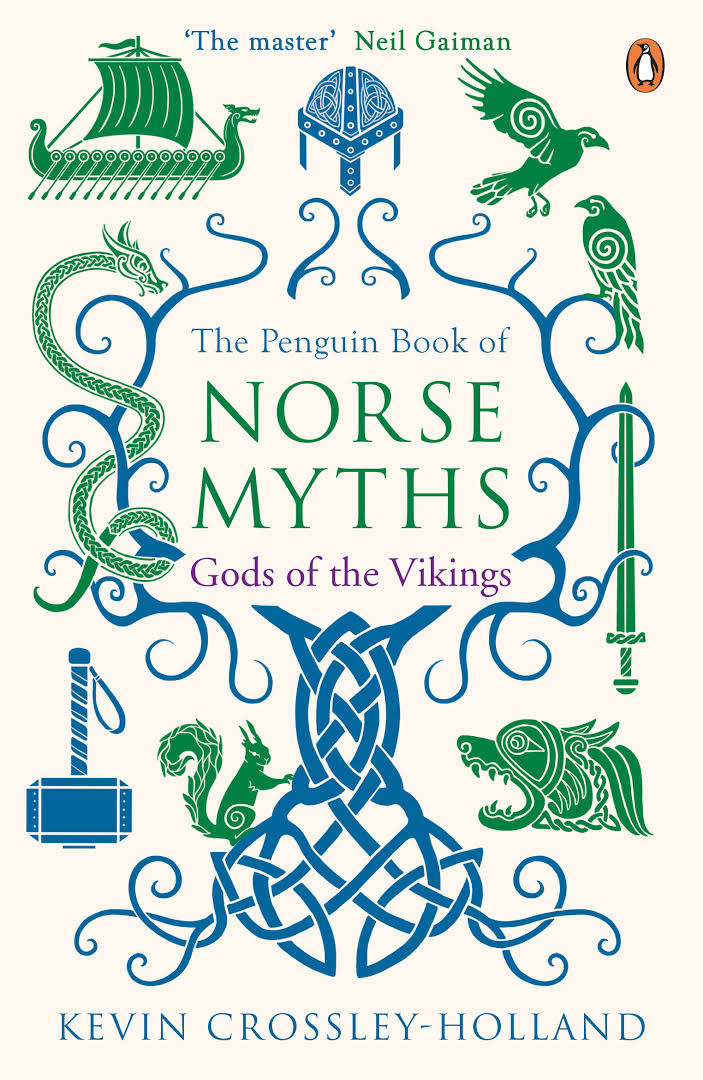 ‘The master’ Neil Gaiman
The Penguin Book of
NORSE
MYTHS
Gods of the Vikings
KEVIN CROSSLEY-HOLLAND